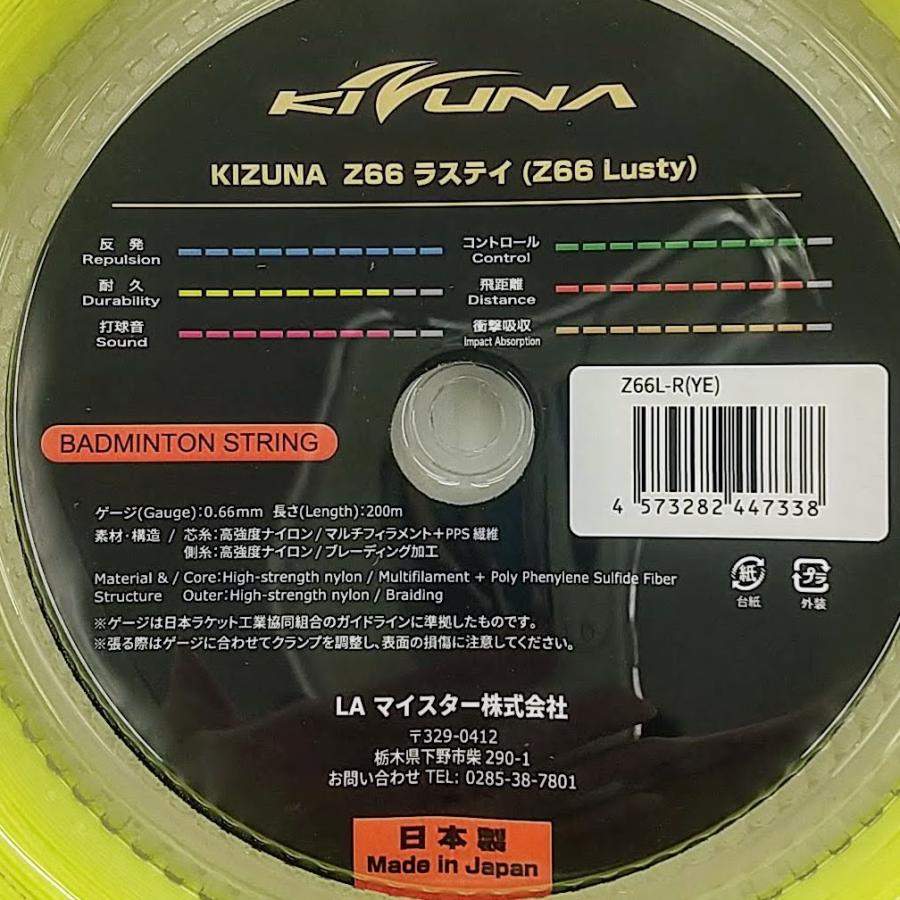 KIZUNA
KIZUNA Z66 ラステイ (Z66 Lusty)
反 発
Repulsion
コントロール
Control
耐 久
Durability
飛距離
Distance
打球音
Sound
衝撃吸収
Impact Absorption
Z66L-R(YE)
4 573282 447338
BADMINTON STRING
ゲージ(Gauge):0.66mm 長さ(Length):200m
素材・構造 / 芯糸:高強度ナイロン/マルチフィラメント+PPS繊維
側糸:高強度ナイロン/ブレーディング加工
Material & / Core:High-strength nylon / Multifilament + Poly Phenylene Sulfide Fiber
Structure Outer:High-strength nylon / Braiding
紙
台紙
プラ
外装
※ゲージは日本ラケット工業協同組合のガイドラインに準拠したものです。
※張る際はゲージに合わせてクランプを調整し、表面の損傷に注意してください。
LA マイスター株式会社
〒329-0412
栃木県下野市柴 290-1
お問い合わせ TEL: 0285-38-7801
日本製
Made in Japan